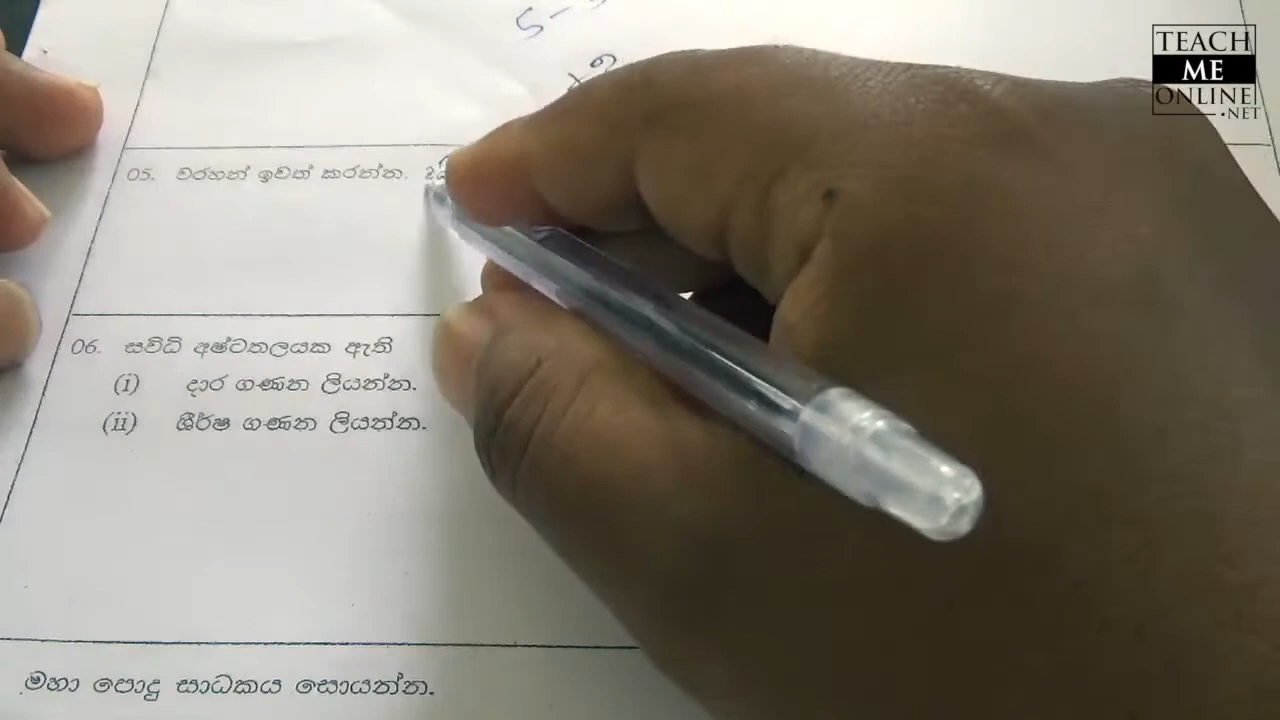 TEACH
ME
ONLINE
.NET
5 -
05. වරහන් ඉවත් කරන්න.
06. සවිධි අෂ්ටතලයක ඇති
(i) දාර ගණන ලියන්න.
(ii) ශීර්ෂ ගණන ලියන්න.
මහා පොදු සාධකය සොයන්න.